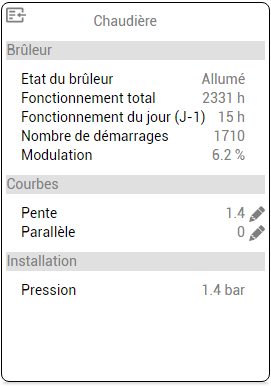 Chaudière
Brûleur
Etat du brûleur Allumé
Fonctionnement total 2331 h
Fonctionnement du jour (J-1) 15 h
Nombre de démarrages 1710
Modulation 6.2 %
Courbes
Pente 1.4
Parallèle 0
Installation
Pression 1.4 bar